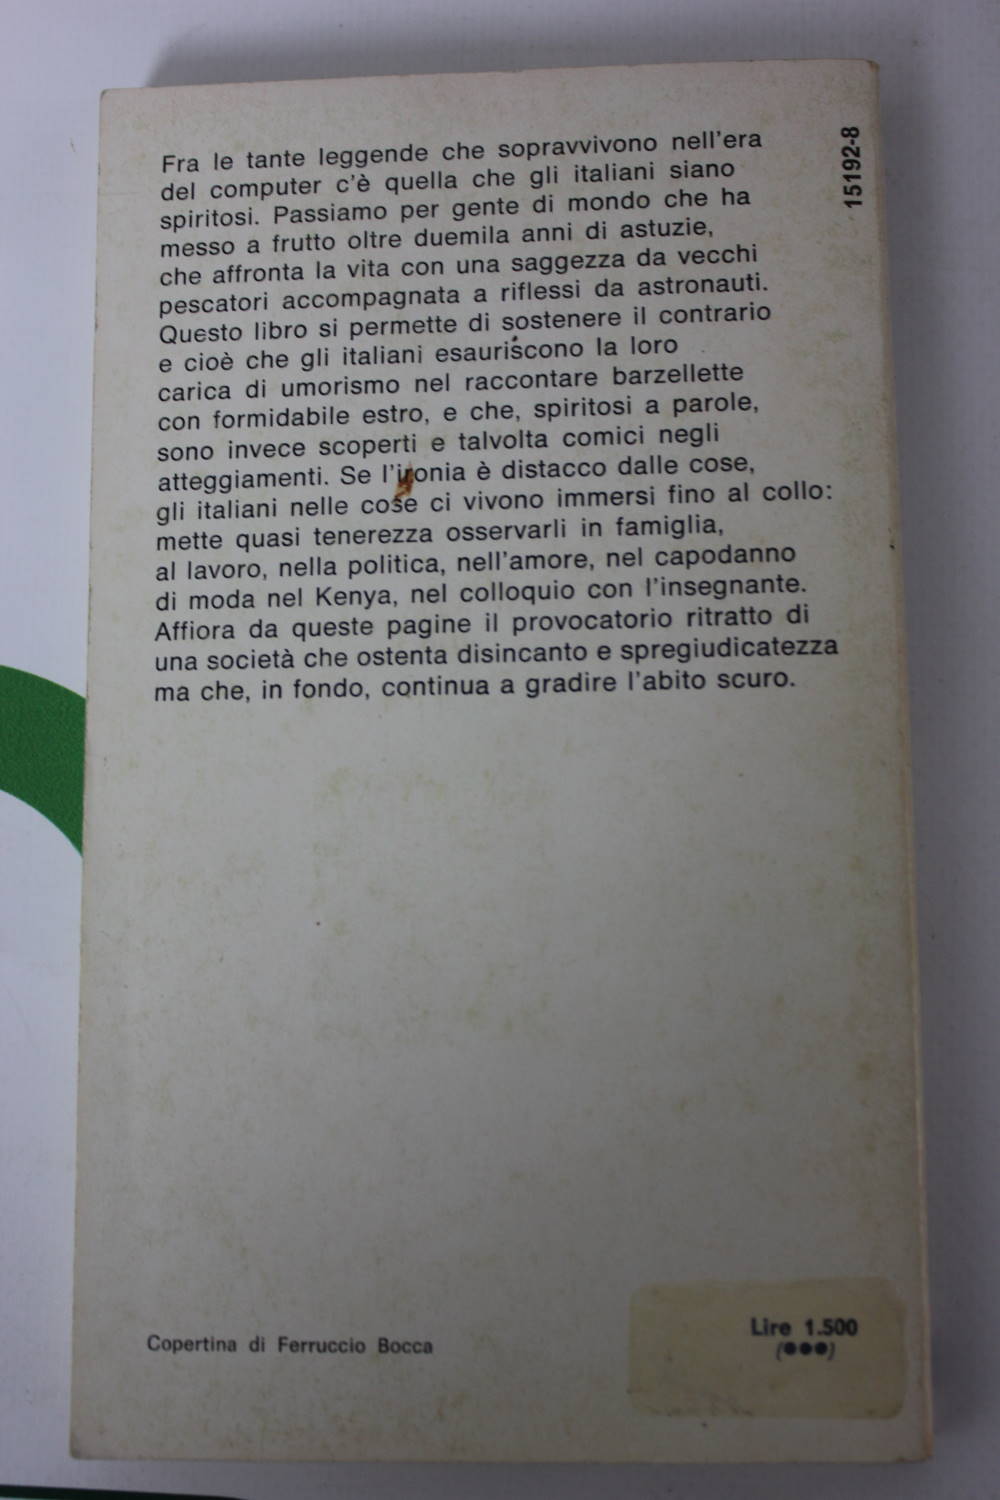 Fra le tante leggende che sopravvivono nell'era
del computer c'è quella che gli italiani siano
spiritosi. Passiamo per gente di mondo che ha
messo a frutto oltre duemila anni di astuzie,
che affronta la vita con una saggezza da vecchi
pescatori accompagnata a riflessi da astronauti.
Questo libro si permette di sostenere il contrario
e cioè che gli italiani esauriscono la loro
carica di umorismo nel raccontare barzellette
con formidabile estro, e che, spiritosi a parole,
sono invece scoperti e talvolta comici negli
atteggiamenti. Se l'ironia è distacco dalle cose,
gli italiani nelle cose ci vivono immersi fino al collo:
mette quasi tenerezza osservarli in famiglia,
al lavoro, nella politica, nell'amore, nel capodanno
di moda nel Kenya, nel colloquio con l'insegnante.
Affiora da queste pagine il provocatorio ritratto di
una società che ostenta disincanto e spregiudicatezza
ma che, in fondo, continua a gradire l'abito scuro.
15192-8
Copertina di Ferruccio Bocca
Lire 1.500
(●●●)